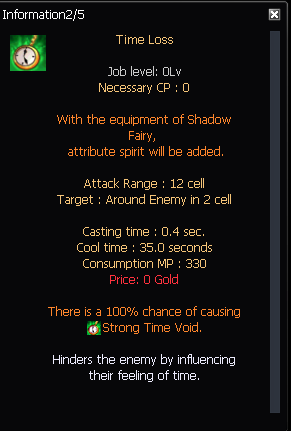 Information2/5
Time Loss
Job level: 0Lv
Necessary CP : 0
With the equipment of Shadow
Fairy,
attribute spirit will be added.
Attack Range : 12 cell
Target : Around Enemy in 2 cell
Casting time : 0.4 sec.
Cool time : 35.0 seconds
Consumption MP : 330
Price: 0 Gold
There is a 100% chance of causing
Strong Time Void.
Hinders the enemy by influencing
their feeling of time.